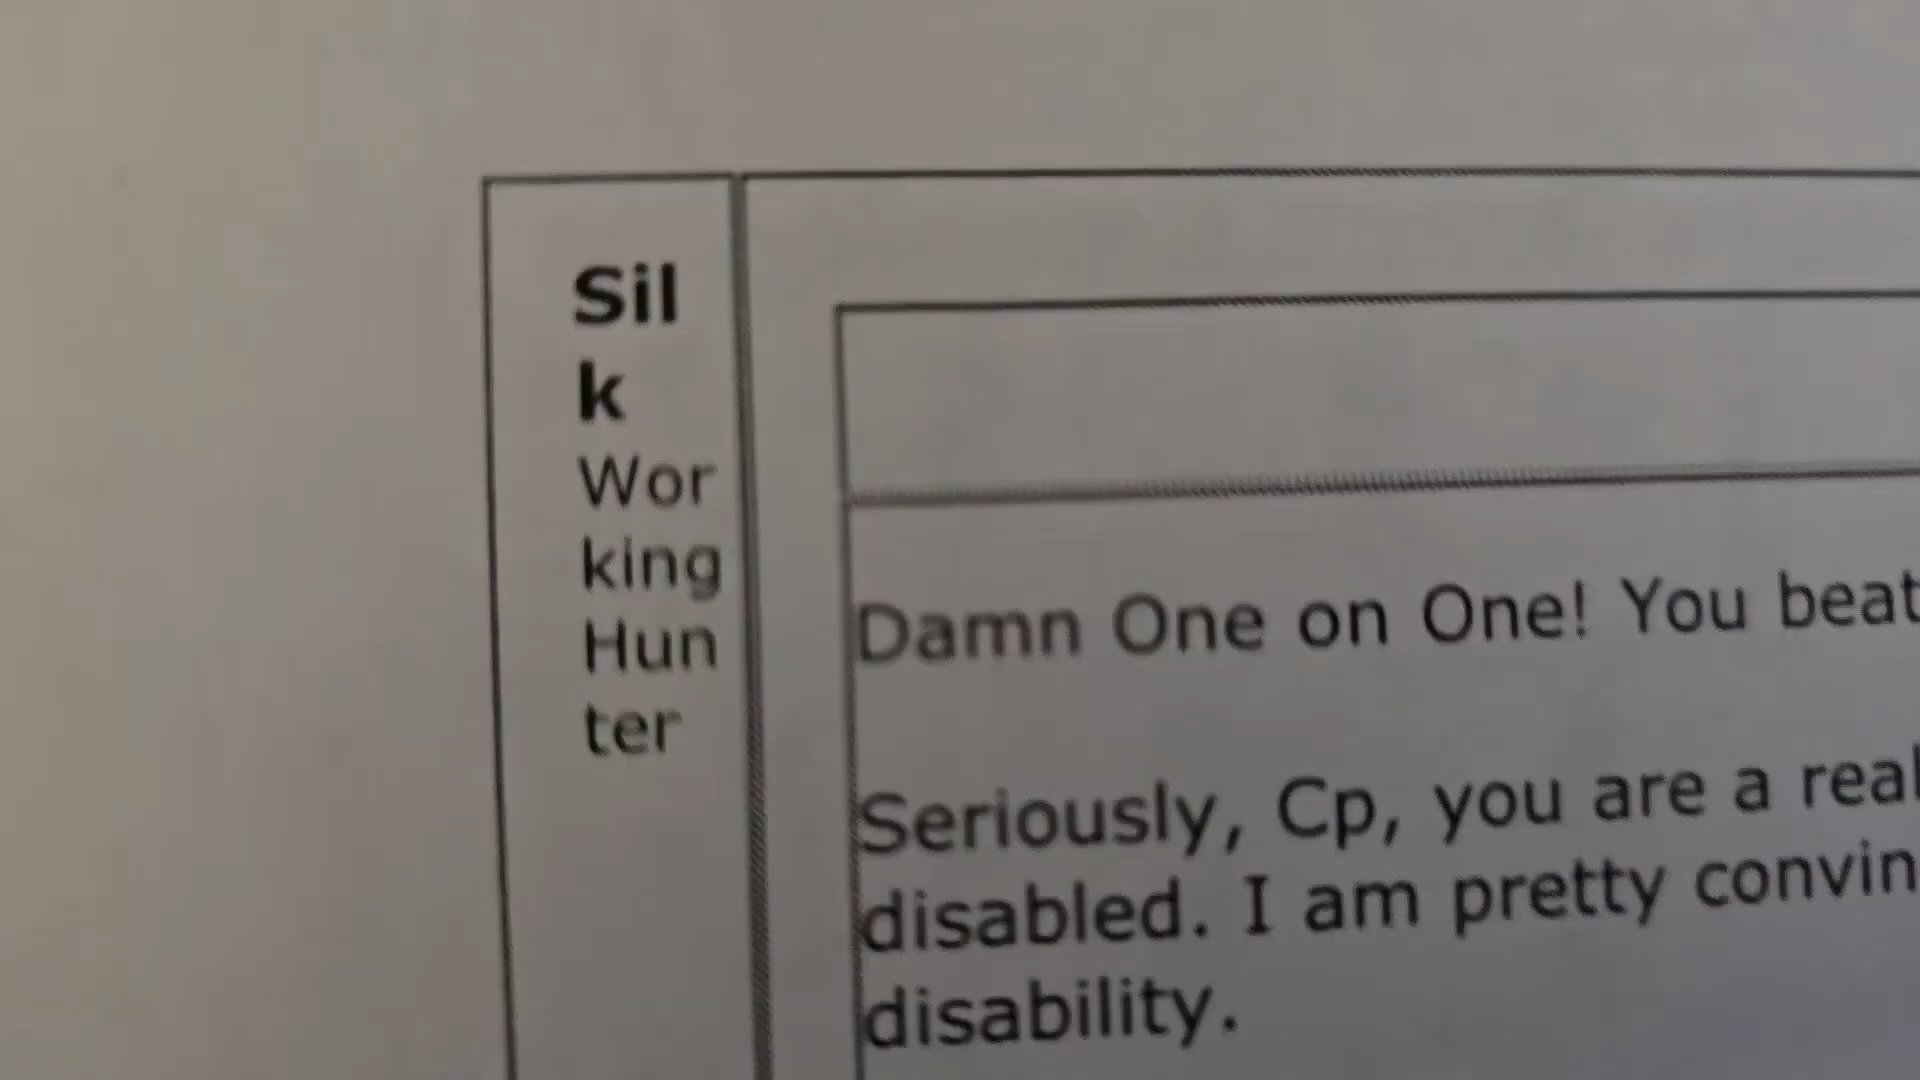 Sil
k
Wor
king
Hun
ter
Damn One on One! You beat
Seriously, Cp, you are a real
disabled. I am pretty convin
disability.